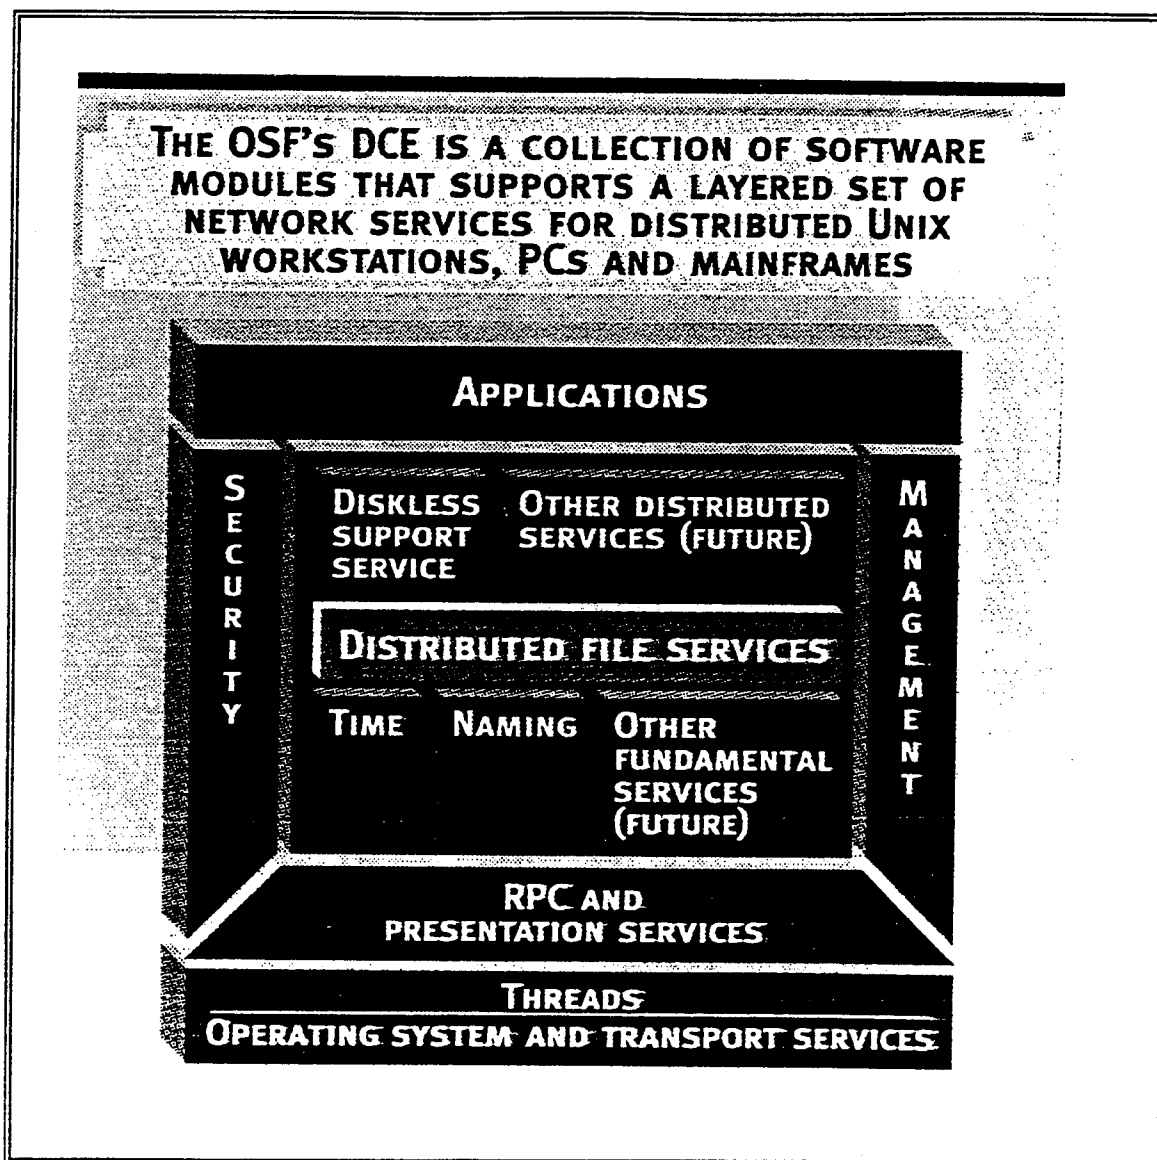 THE OSF'S DCE IS A COLLECTION OF SOFTWARE
MODULES THAT SUPPORTS A LAYERED SET OF
NETWORK SERVICES FOR DISTRIBUTED UNIX
WORKSTATIONS, PCS AND MAINFRAMES
APPLICATIONS
SECURITY
DISKLESS
SUPPORT
SERVICE
OTHER DISTRIBUTED
SERVICES (FUTURE)
MANAGEMENT
DISTRIBUTED FILE SERVICES
TIME
NAMING
OTHER
FUNDAMENTAL
SERVICES
(FUTURE)
RPC AND
PRESENTATION SERVICES
THREADS
OPERATING SYSTEM AND TRANSPORT SERVICES